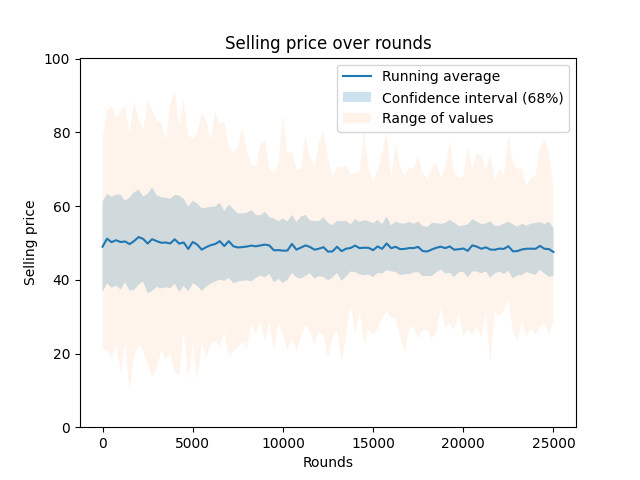 Selling price over rounds
Running average
Confidence interval (68%)
Range of values
100
80
60
40
20
0
Selling price
0 5000 10000 15000 20000 25000
Rounds